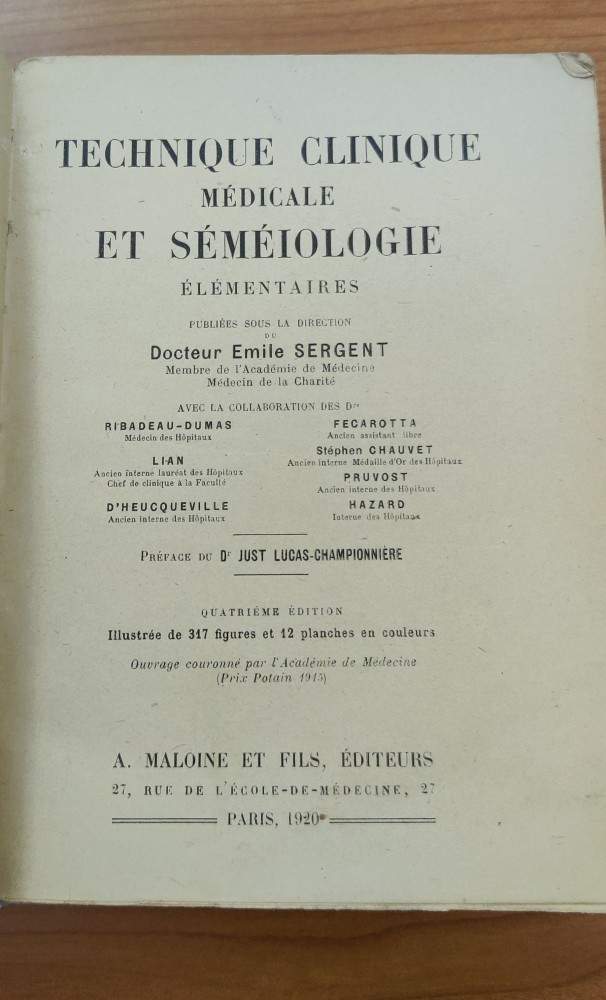 TECHNIQUE CLINIQUE
MÉDICALE
ET SÉMÉIOLOGIE
ÉLÉMENTAIRES
PUBLIÉES SOUS LA DIRECTION
DU
Docteur Emile SERGENT
Membre de l'Académie de Médecine
Médecin de la Charité
AVEC LA COLLABORATION DES Drs
RIBADEAU-DUMAS
Médecin des Hôpitaux
LIAN
Ancien interne lauréat des Hôpitaux
Chef de clinique à la Faculté
D'HEUCQUEVILLE
Ancien interne des Hôpitaux
FECAROTTA
Ancien assistant libre
Stéphen CHAUVET
Ancien interne Médaille d'Or des Hôpitaux
PRUVOST
Ancien interne des Hôpitaux
HAZARD
Interne des Hôpitaux
PRÉFACE DU Dr JUST LUCAS-CHAMPIONNIÈRE
QUATRIÉME ÉDITION
Illustrée de 317 figures et 12 planches en couleurs
Ouvrage couronné par l'Académie de Médecine
(Prix Potain 1913)
A. MALOINE ET FILS, ÉDITEURS
27, RUE DE L'ÉCOLE-DE-MÉDECINE, 27
PARIS, 1920